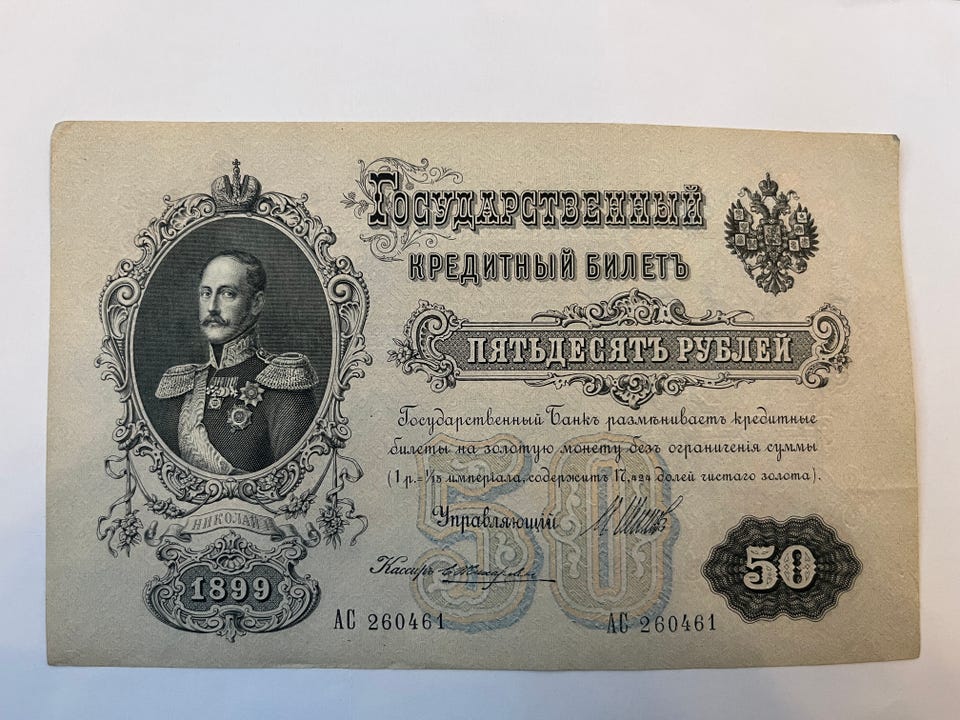 Государственный
кредитный билетъ
пятьдесятъ рублей
Государственный Банкъ размѣниваетъ кредитные
билеты на золотую монету безъ ограниченія суммы
(1 р.= 1/15 имперіала, содержитъ 17,424 долей чистаго золота).
Управляющій
НИКОЛАЙ I
1899
Кассиръ
50
50
АС 260461
АС 260461